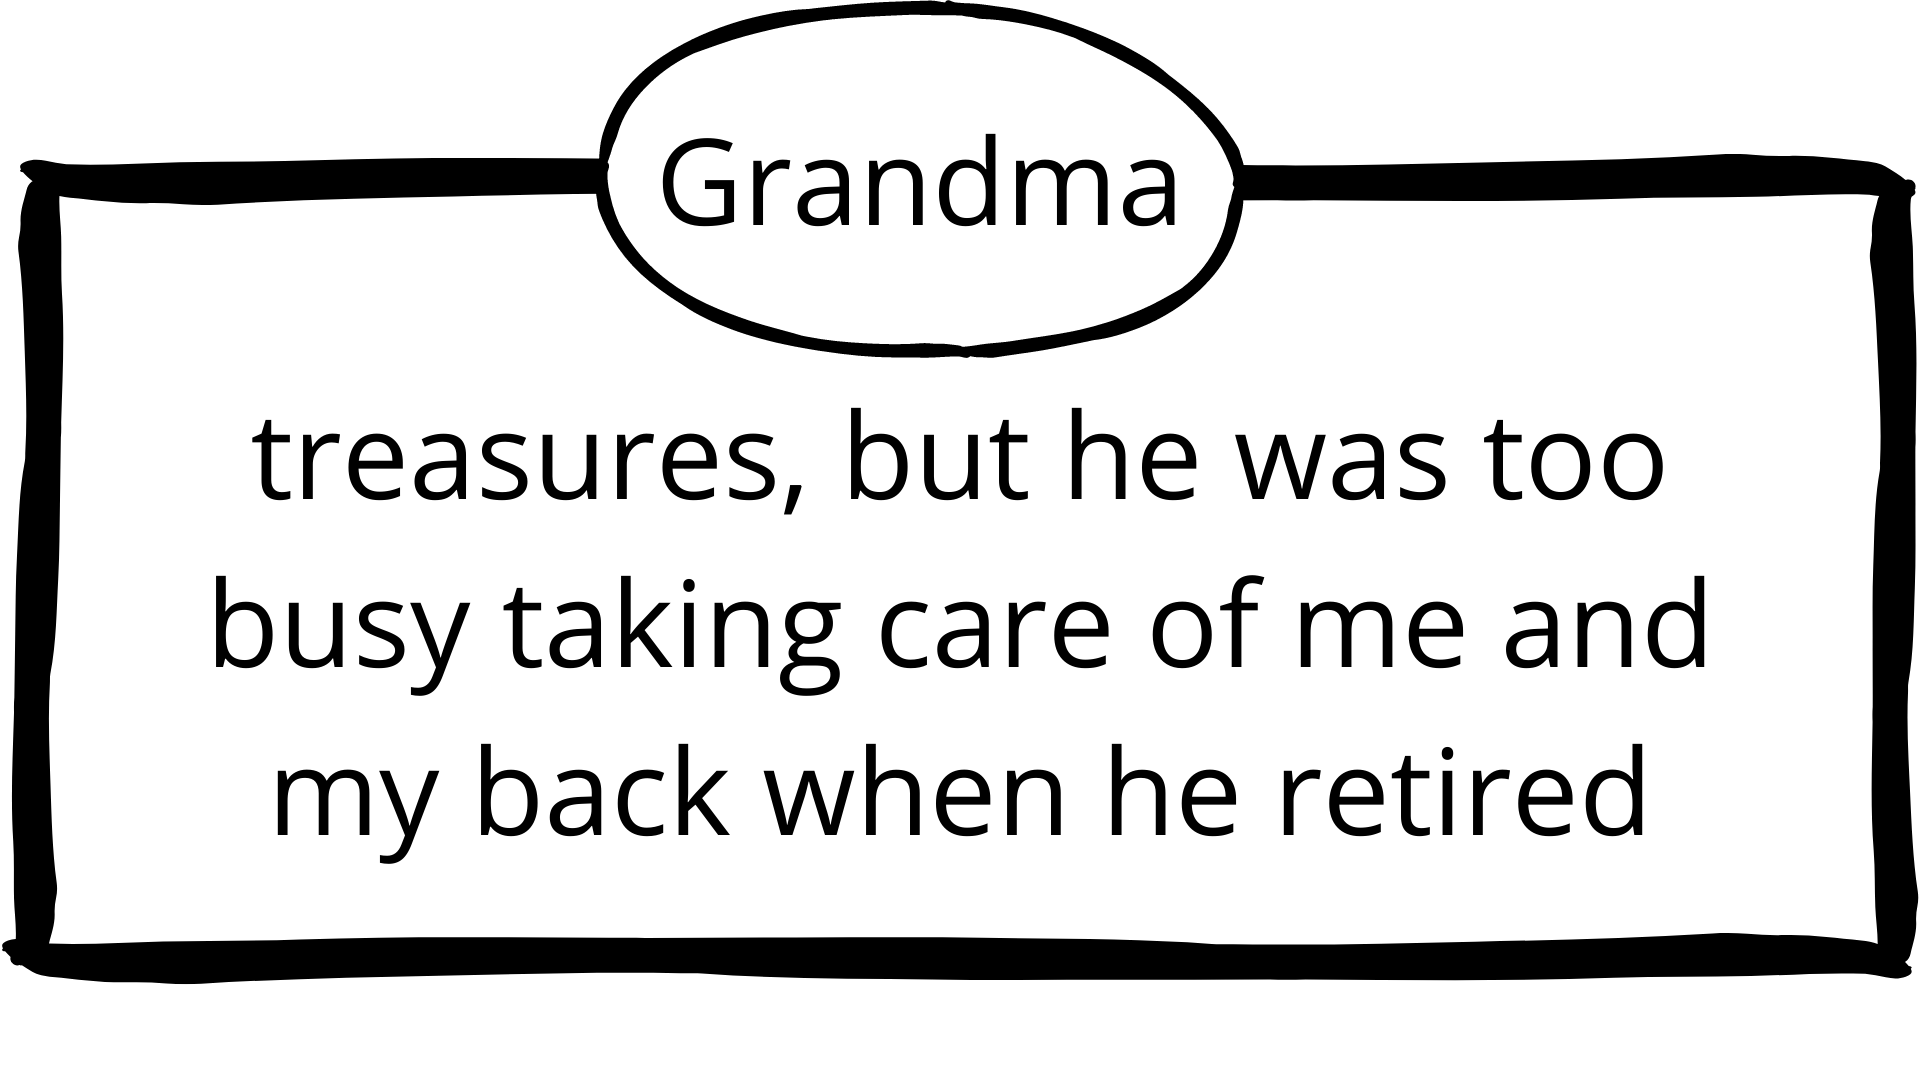 Grandma
treasures, but he was too
busy taking care of me and
my back when he retired